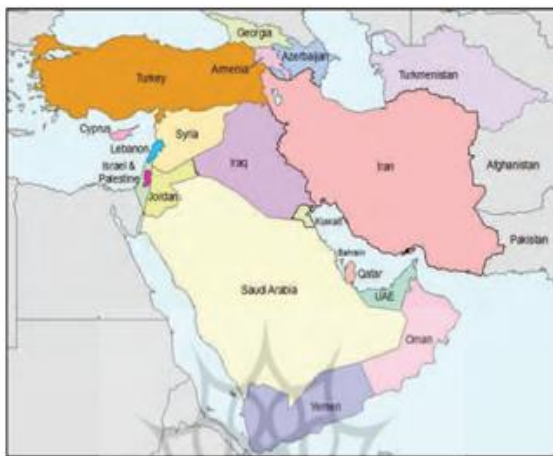 Georgia
Armenia
Azerbaijan
Turkmenistan
Turkey
Cyprus
Syria
Lebanon
Israel &
Palestine
Jordan
Iraq
Iran
Afghanistan
Kuwait
Pakistan
Bahrain
Qatar
UAE
Saudi Arabia
Oman
Yemen